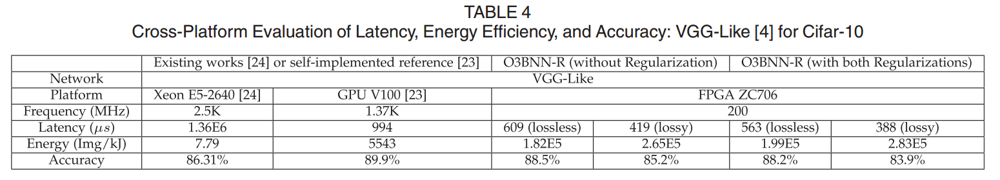 TABLE 4
Cross-Platform Evaluation of Latency, Energy Efficiency, and Accuracy: VGG-Like [4] for Cifar-10
Existing works [24] or self-implemented reference [23] O3BNN-R (without Regularization) O3BNN-R (with both Regularizations)
Network VGG-Like
Platform Xeon E5-2640 [24] GPU V100 [23] FPGA ZC706
Frequency (MHz) 2.5K 1.37K 200
Latency (μs) 1.36E6 994 609 (lossless) 419 (lossy) 563 (lossless) 388 (lossy)
Energy (Img/kJ) 7.79 5543 1.82E5 2.65E5 1.99E5 2.83E5
Accuracy 86.31% 89.9% 88.5% 85.2% 88.2% 83.9%